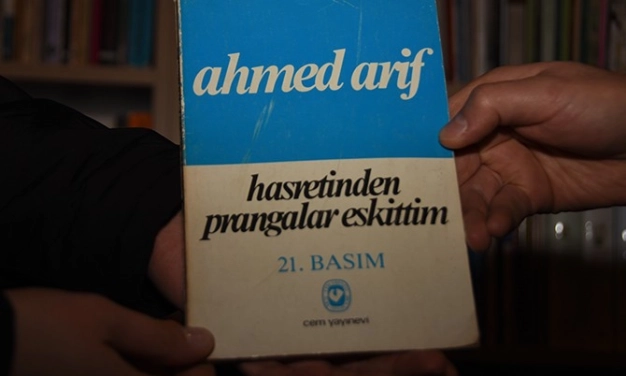 ahmed arif
hasretinden
prangalar eskittim
21. BASIM
cem yayınevi